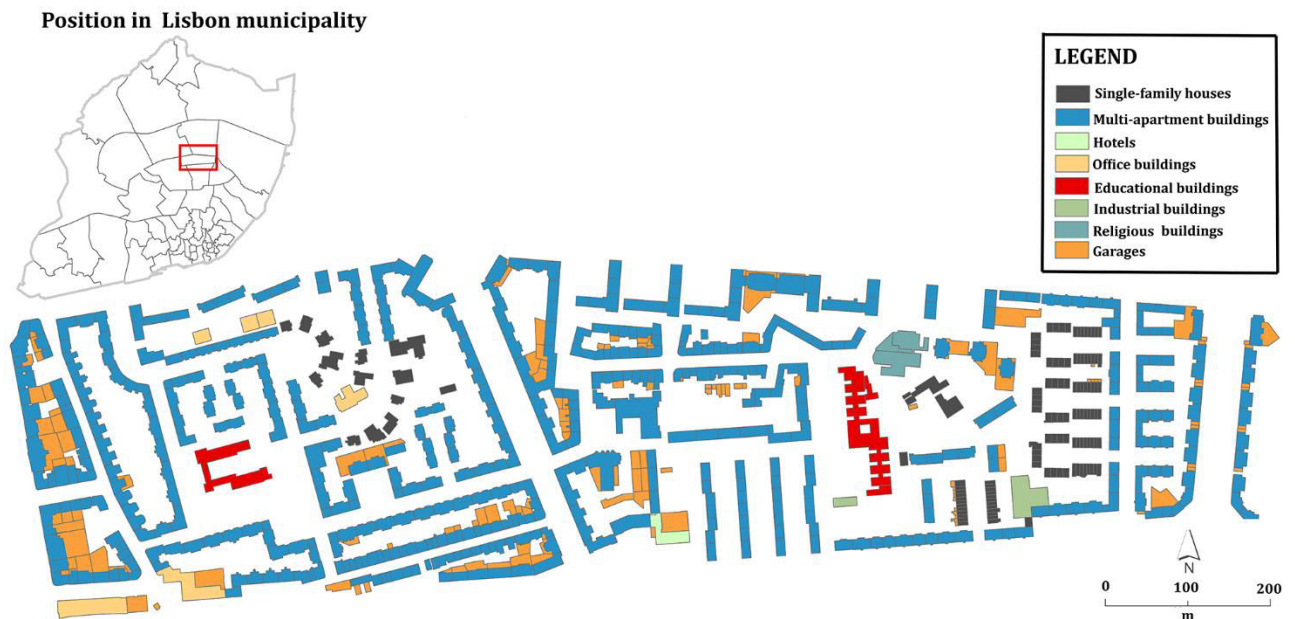 Position in Lisbon municipality
LEGEND
Single-family houses
Multi-apartment buildings
Hotels
Office buildings
Educational buildings
Industrial buildings
Religious buildings
Garages
N
0 100 200
m